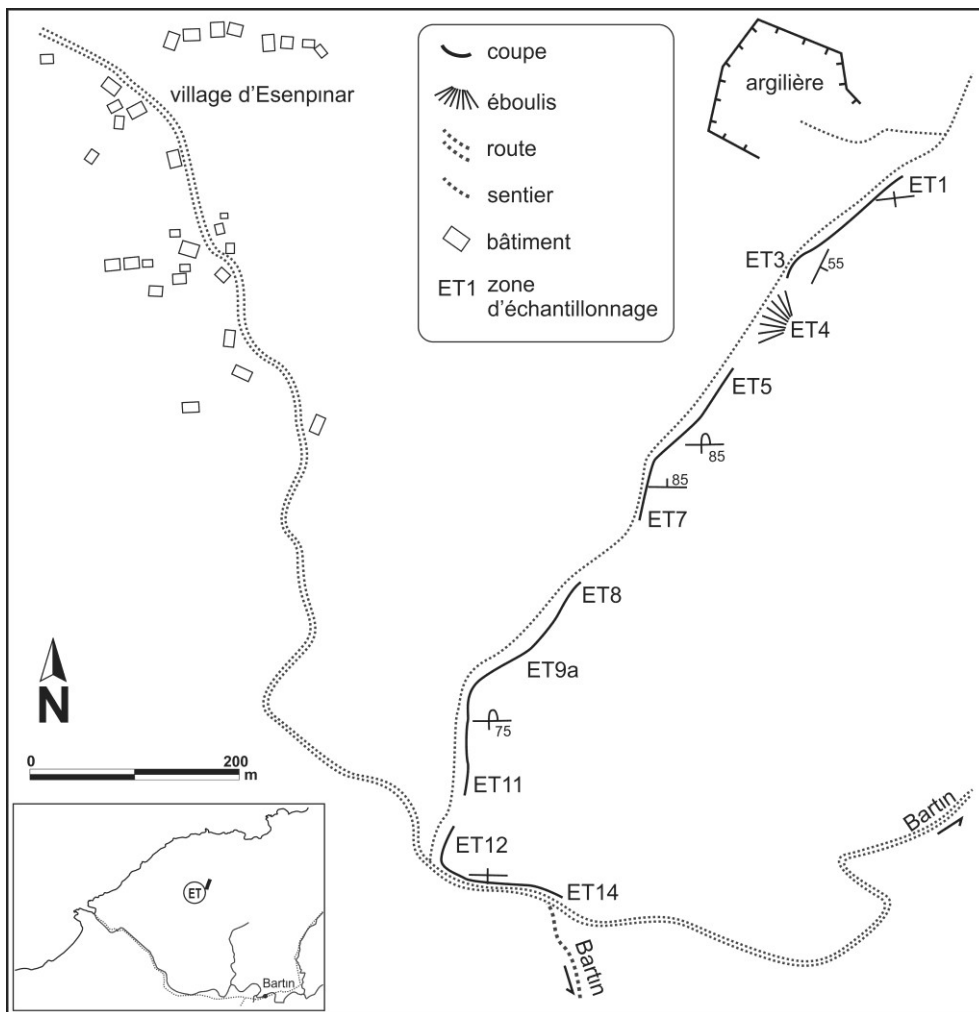 village d'Esenpınar
coupe
éboulis
route
sentier
bâtiment
ET1 zone
d'échantillonnage
argilière
ET1
ET3
55
ET4
ET5
85
85
ET7
ET8
ET9a
75
ET11
ET12
ET14
Bartın
Bartın
N
0 200
m
ET
Bartın